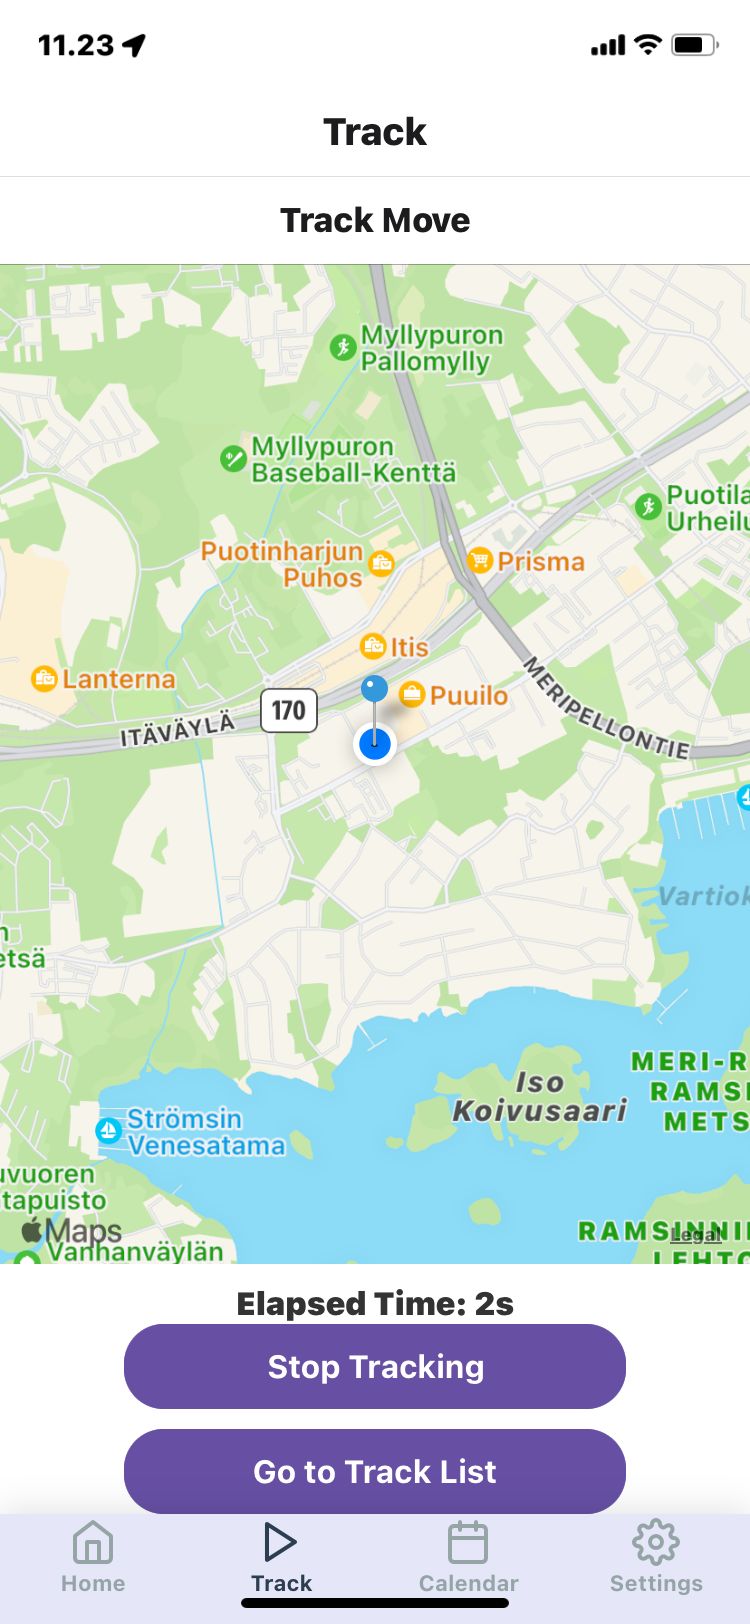 11.23
Track
Track Move
Myllypuron
Pallomylly
Myllypuron
Baseball-Kenttä
Puotila
Urheilu
Puotinharjun
Puhos
Prisma
Itis
Lanterna
Puuilo
170
ITÄVÄYLÄ
MERIPELLONTIE
Vartiok
n
etsä
Iso
Koivusaari
MERI-R
RAMSI
METS
Strömsin
Venesatama
uvuoren
tapuisto
Maps
Vanhanväylän
RAMSINNII
LEHTO
Legal
Elapsed Time: 2s
Stop Tracking
Go to Track List
Home
Track
Calendar
Settings